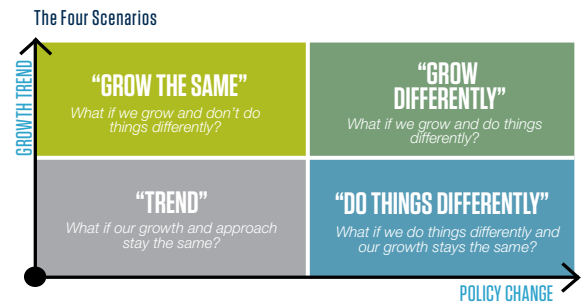 The Four Scenarios
GROWTH TREND
“GROW THE SAME”
What if we grow and don’t do
things differently?
“GROW
DIFFERENTLY”
What if we grow and do things
differently?
“TREND”
What if our growth and approach
stay the same?
“DO THINGS DIFFERENTLY”
What if we do things differently and
our growth stays the same?
POLICY CHANGE